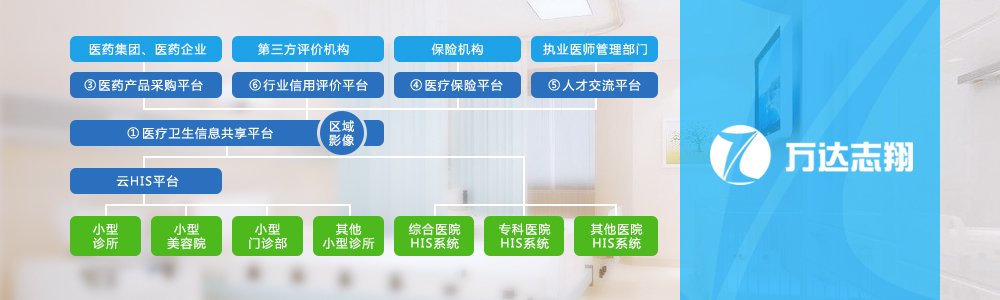 医药集团、医药企业
第三方评价机构
保险机构
执业医师管理部门
③医药产品采购平台
⑥行业信用评价平台
④医疗保险平台
⑤人才交流平台
①医疗卫生信息共享平台
区域
影像
万达志翔
云HIS平台
小型
诊所
小型
美容院
小型
门诊部
其他
小型诊所
综合医院
HIS系统
专科医院
HIS系统
其他医院
HIS系统